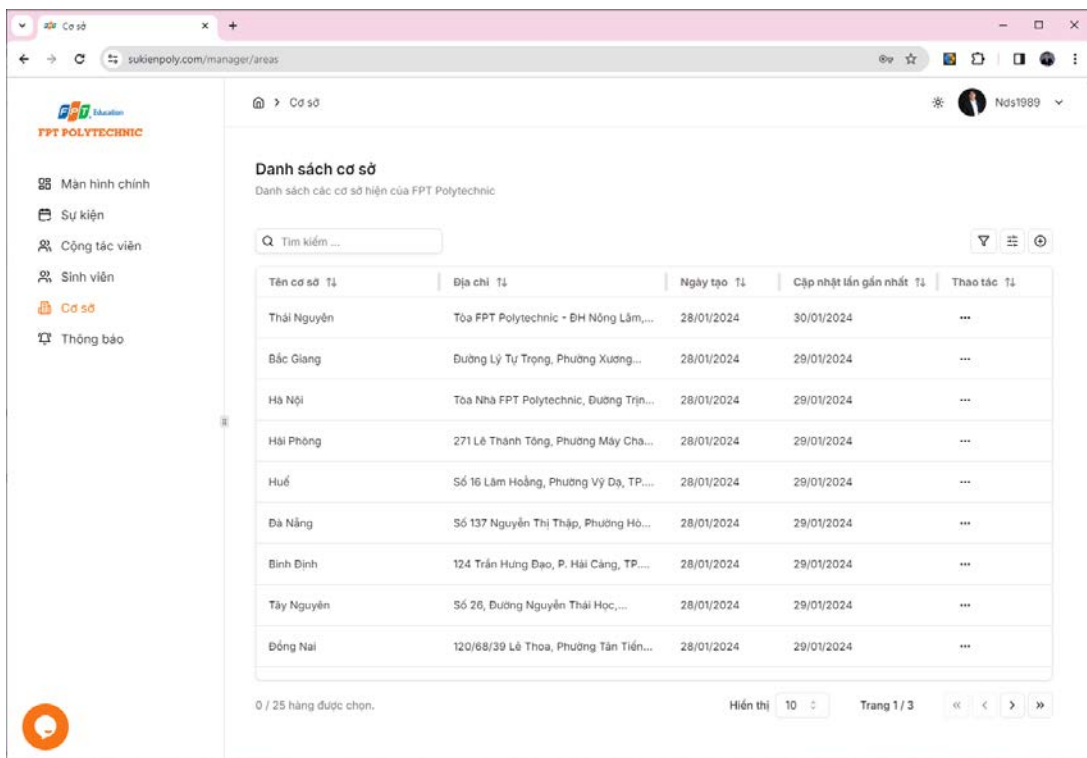 Cơ sở
sukienpoly.com/manager/areas
FPT Education
FPT POLYTECHNIC
Cơ sở
Nds1989
Màn hình chính
Sự kiện
Cộng tác viên
Sinh viên
Cơ sở
Thông báo
Danh sách cơ sở
Danh sách các cơ sở hiện của FPT Polytechnic
Tìm kiếm ...
Tên cơ sở Địa chỉ Ngày tạo Cập nhật lần gần nhất Thao tác
Thái Nguyên Tòa FPT Polytechnic - ĐH Nông Lâm,... 28/01/2024 30/01/2024 ...
Bắc Giang Đường Lý Tự Trọng, Phường Xương... 28/01/2024 29/01/2024 ...
Hà Nội Tòa Nhà FPT Polytechnic, Đường Trịn... 28/01/2024 29/01/2024 ...
Hải Phòng 271 Lê Thánh Tông, Phường Máy Cha... 28/01/2024 29/01/2024 ...
Huế Số 16 Lâm Hoằng, Phường Vỹ Dạ, TP.... 28/01/2024 29/01/2024 ...
Đà Nẵng Số 137 Nguyễn Thị Thập, Phường Hò... 28/01/2024 29/01/2024 ...
Bình Định 124 Trần Hưng Đạo, P. Hải Cảng, TP.... 28/01/2024 29/01/2024 ...
Tây Nguyên Số 26, Đường Nguyễn Thái Học,... 28/01/2024 29/01/2024 ...
Đồng Nai 120/68/39 Lê Thoa, Phường Tân Tiến... 28/01/2024 29/01/2024 ...
0 / 25 hàng được chọn. Hiển thị 10 Trang 1 / 3